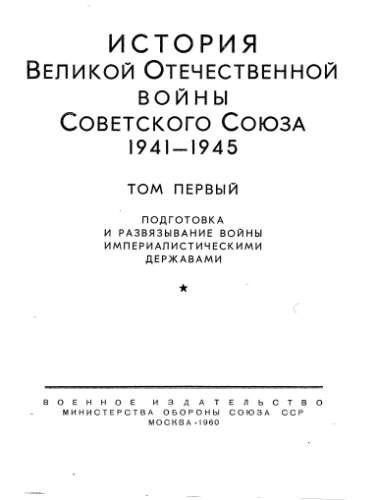 ИСТОРИЯ
ВЕЛИКОЙ ОТЕЧЕСТВЕННОЙ
ВОЙНЫ
СОВЕТСКОГО СОЮЗА
1941—1945
ТОМ ПЕРВЫЙ
ПОДГОТОВКА
И РАЗВЯЗЫВАНИЕ ВОЙНЫ
ИМПЕРИАЛИСТИЧЕСКИМИ
ДЕРЖАВАМИ
★
ВОЕННОЕ ИЗДАТЕЛЬСТВО
МИНИСТЕРСТВА ОБОРОНЫ СОЮЗА ССР
МОСКВА-1960